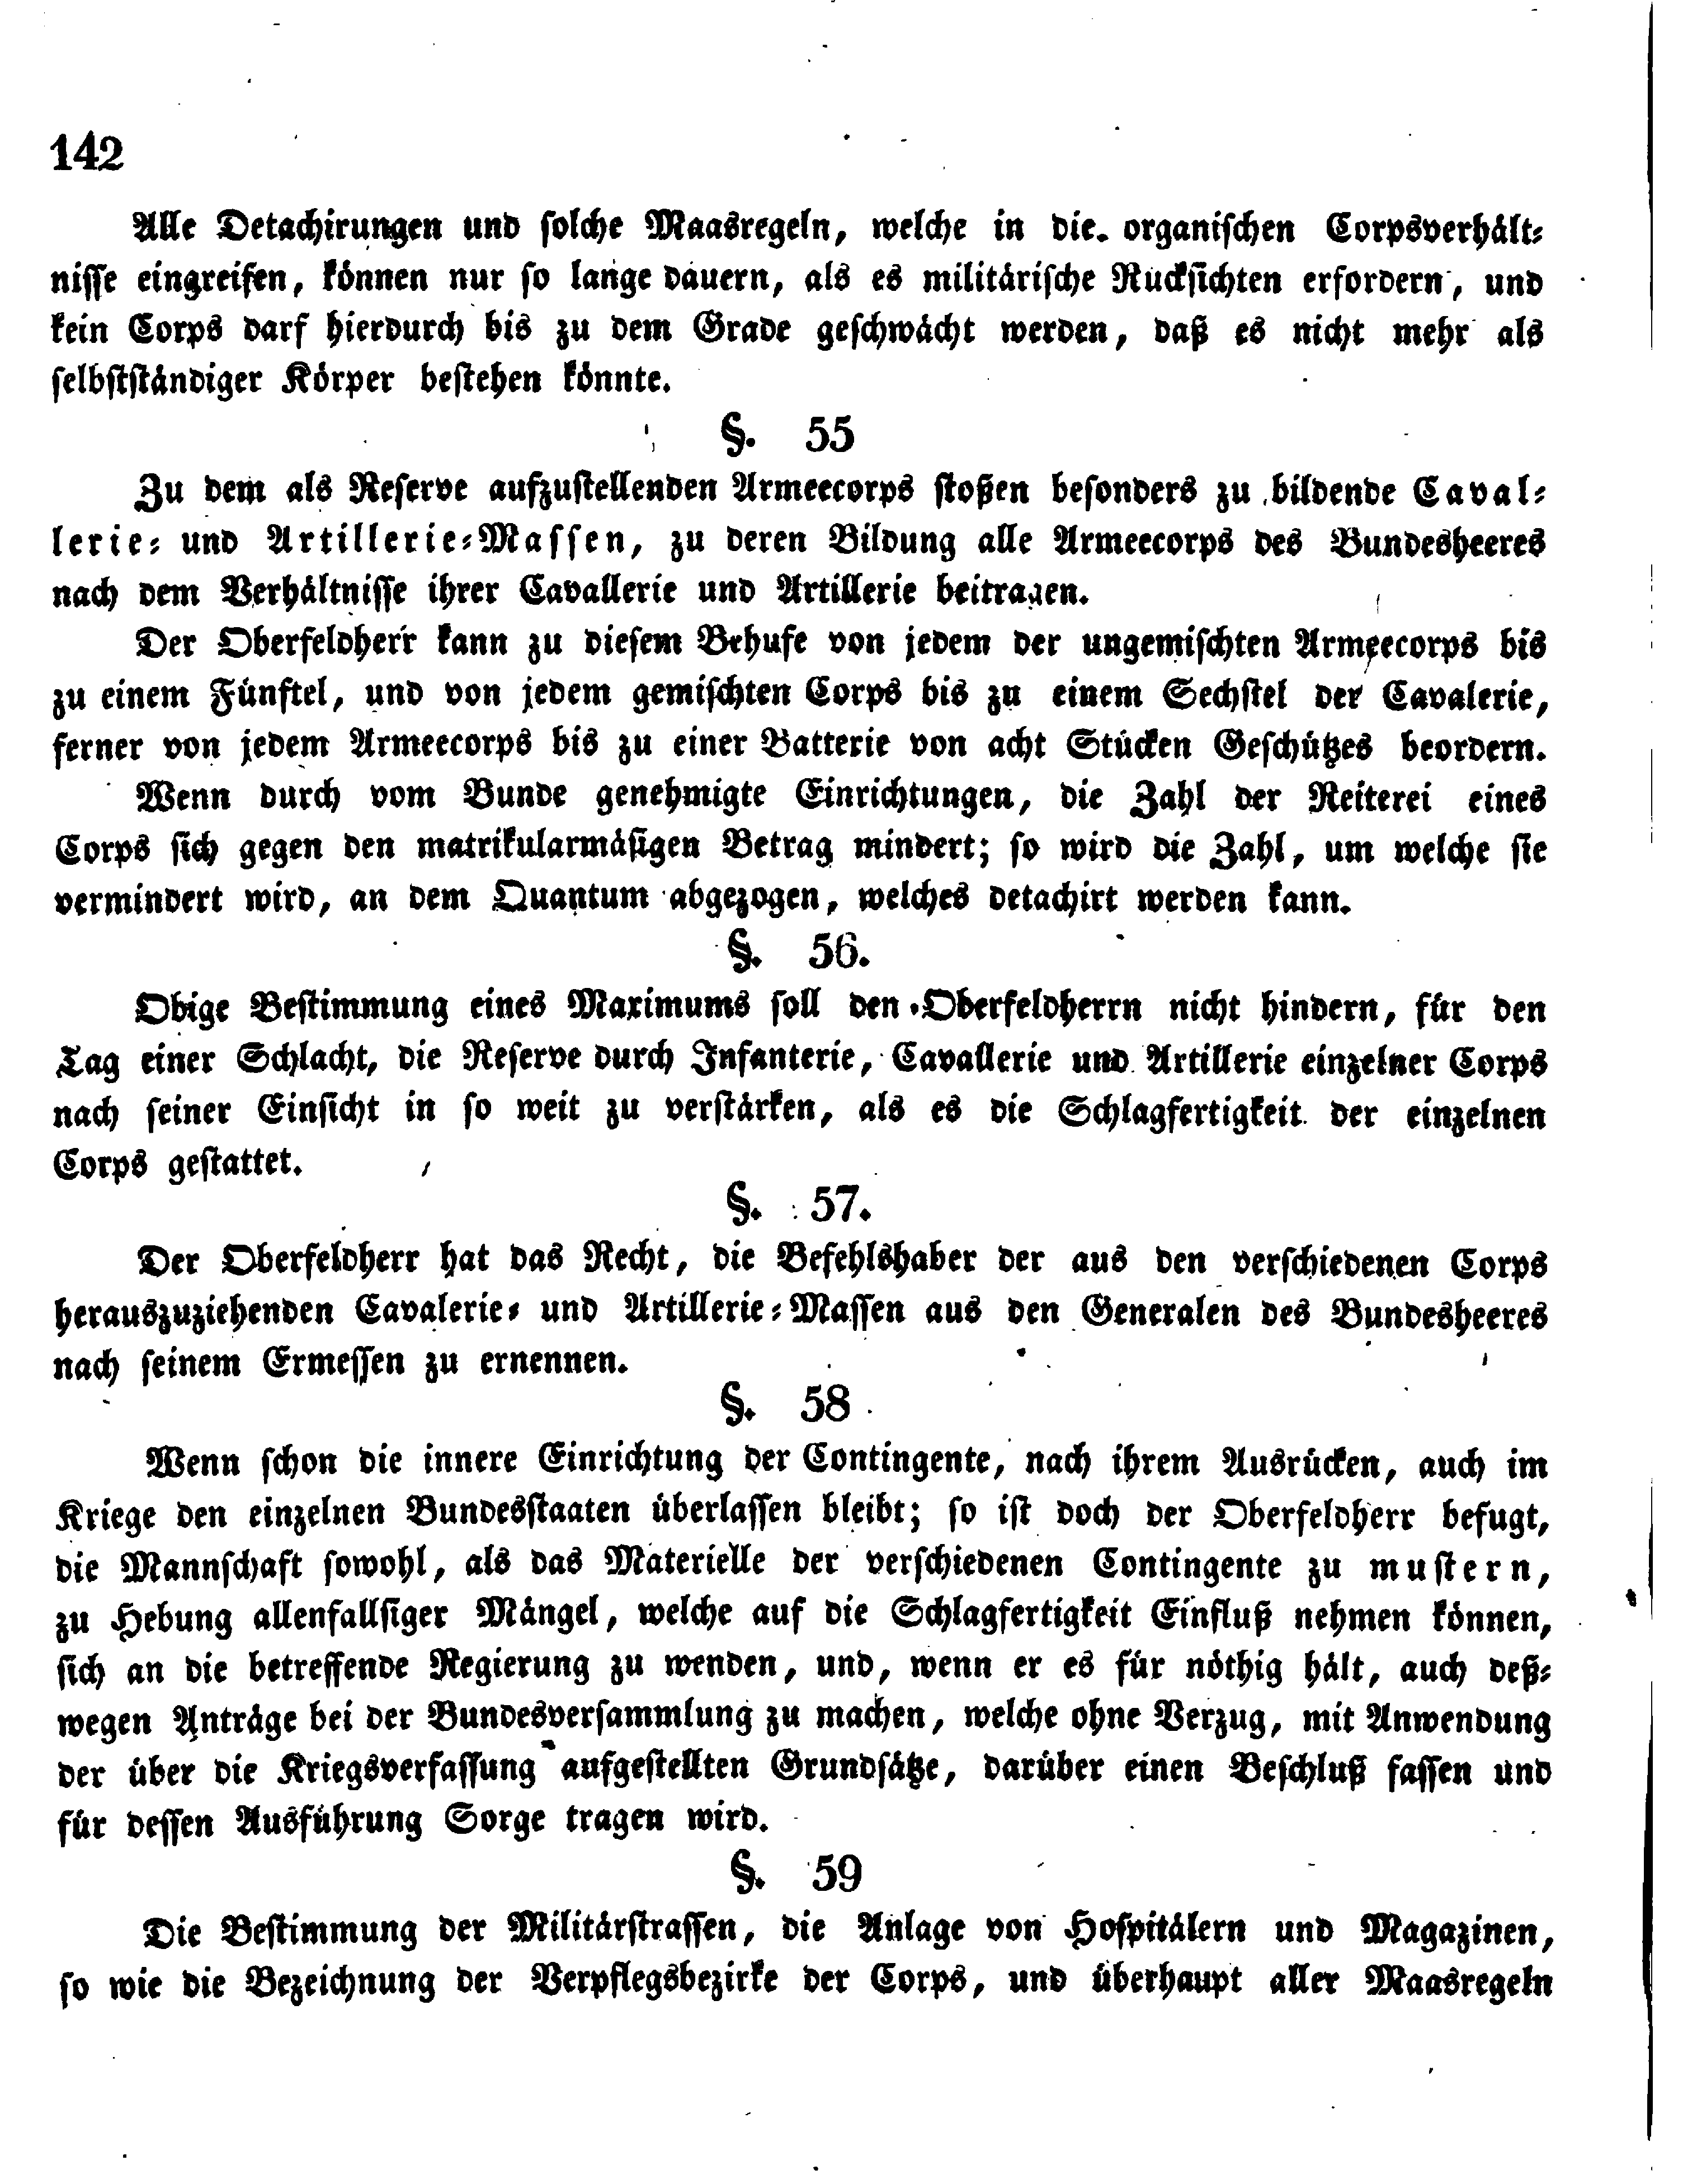 142
Alle Detachirungen und solche Maasregeln, welche in die. organischen Corpsverhält-
nisse eingreifen, können nur so lange dauern, als es militärische Rücksichten erfordern, und
kein Corps darf hierdurch bis zu dem Grade geschwächt werden, daß es nicht mehr als
selbstständiger Körper bestehen könnte.
§. 55
Zu dem als Reserve aufzustellenden Armeecorps stoßen besonders zu bildende Caval-
lerie- und Artillerie-Massen, zu deren Bildung alle Armeecorps des Bundesheeres
nach dem Verhältnisse ihrer Cavallerie und Artillerie beitragen.
Der Oberfeldherr kann zu diesem Behufe von jedem der ungemischten Armeecorps bis
zu einem Fünftel, und von jedem gemischten Corps bis zu einem Sechstel der Cavalerie,
ferner von jedem Armeecorps bis zu einer Batterie von acht Stücken Geschützes beordern.
Wenn durch vom Bunde genehmigte Einrichtungen, die Zahl der Reiterei eines
Corps sich gegen den matrikularmäsigen Betrag mindert; so wird die Zahl, um welche sie
vermindert wird, an dem Quantum abgezogen, welches detachirt werden kann.
§. 56.
Obige Bestimmung eines Maximums soll den Oberfeldherrn nicht hindern, für den
Tag einer Schlacht, die Reserve durch Infanterie, Cavallerie und Artillerie einzelner Corps
nach seiner Einsicht in so weit zu verstärken, als es die Schlagfertigkeit der einzelnen
Corps gestattet.
§. 57.
Der Oberfeldherr hat das Recht, die Befehlshaber der aus den verschiedenen Corps
herauszuziehenden Cavalerie- und Artillerie-Massen aus den Generalen des Bundesheeres
nach seinem Ermessen zu ernennen.
§. 58
Wenn schon die innere Einrichtung der Contingente, nach ihrem Ausrücken, auch im
Kriege den einzelnen Bundesstaaten überlassen bleibt; so ist doch der Oberfeldherr befugt,
die Mannschaft sowohl, als das Materielle der verschiedenen Contingente zu mustern,
zu Hebung allenfallsiger Mängel, welche auf die Schlagfertigkeit Einfluß nehmen können,
sich an die betreffende Regierung zu wenden, und, wenn er es für nöthig hält, auch deß-
wegen Anträge bei der Bundesversammlung zu machen, welche ohne Verzug, mit Anwendung
der über die Kriegsverfassung aufgestellten Grundsätze, darüber einen Beschluß fassen und
für dessen Ausführung Sorge tragen wird.
§. 59
Die Bestimmung der Militärstrassen, die Anlage von Hospitälern und Magazinen,
so wie die Bezeichnung der Verpflegsbezirke der Corps, und überhaupt aller Maasregeln